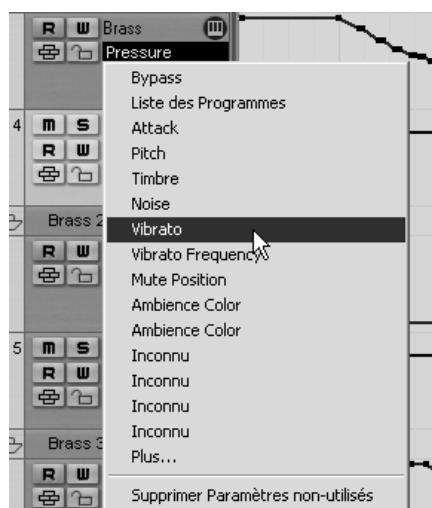 R W Brass
Pressure
Bypass
Liste des Programmes
4 m S Attack
R W Pitch
Timbre
Noise
Brass 2 Vibrato
R W Vibrato Frequency
Mute Position
Ambience Color
Ambience Color
5 m S Inconnu
R W Inconnu
Inconnu
Inconnu
Brass 3 Plus...
R W
Supprimer Paramètres non-utilisés